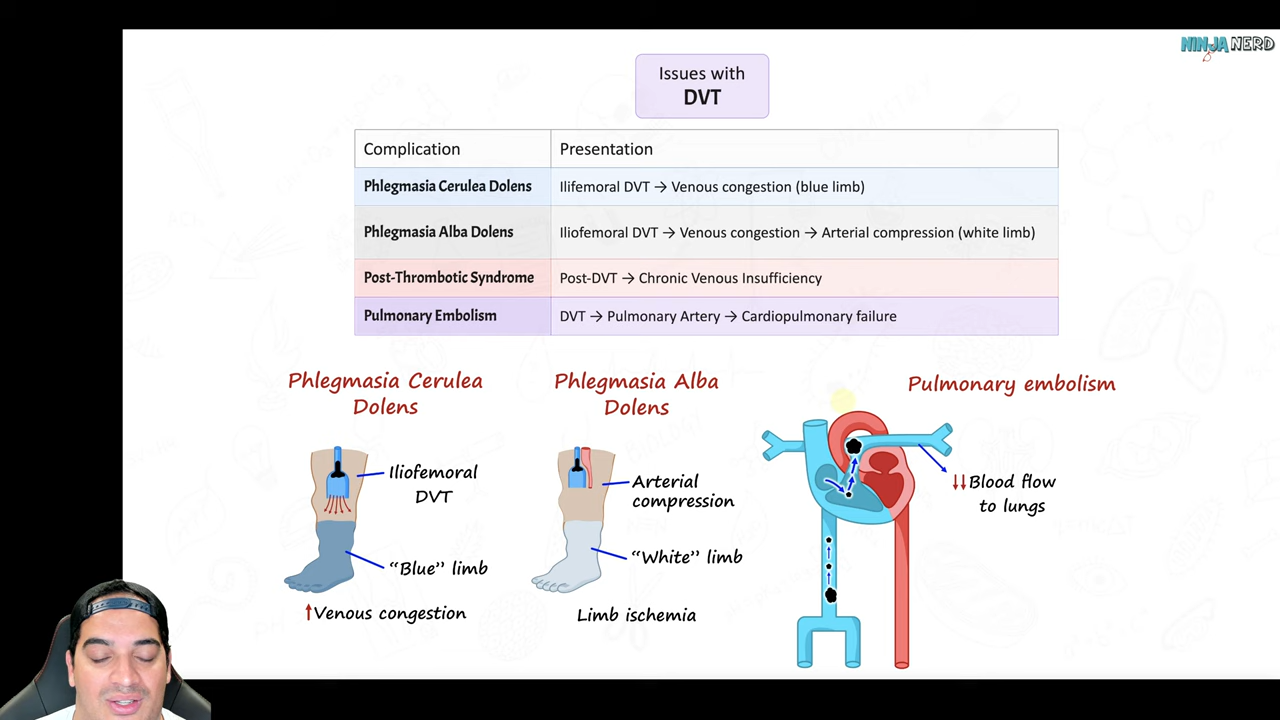 NINJA NERD
Issues with
DVT
Complication Presentation
Phlegmasia Cerulea Dolens Ilifemoral DVT → Venous congestion (blue limb)
Phlegmasia Alba Dolens Iliofemoral DVT → Venous congestion → Arterial compression (white limb)
Post-Thrombotic Syndrome Post-DVT → Chronic Venous Insufficiency
Pulmonary Embolism DVT → Pulmonary Artery → Cardiopulmonary failure
Phlegmasia Cerulea
Dolens
Iliofemoral
DVT
“Blue” limb
↑Venous congestion
Phlegmasia Alba
Dolens
Arterial
compression
“White” limb
Limb ischemia
Pulmonary embolism
↓↓Blood flow
to lungs